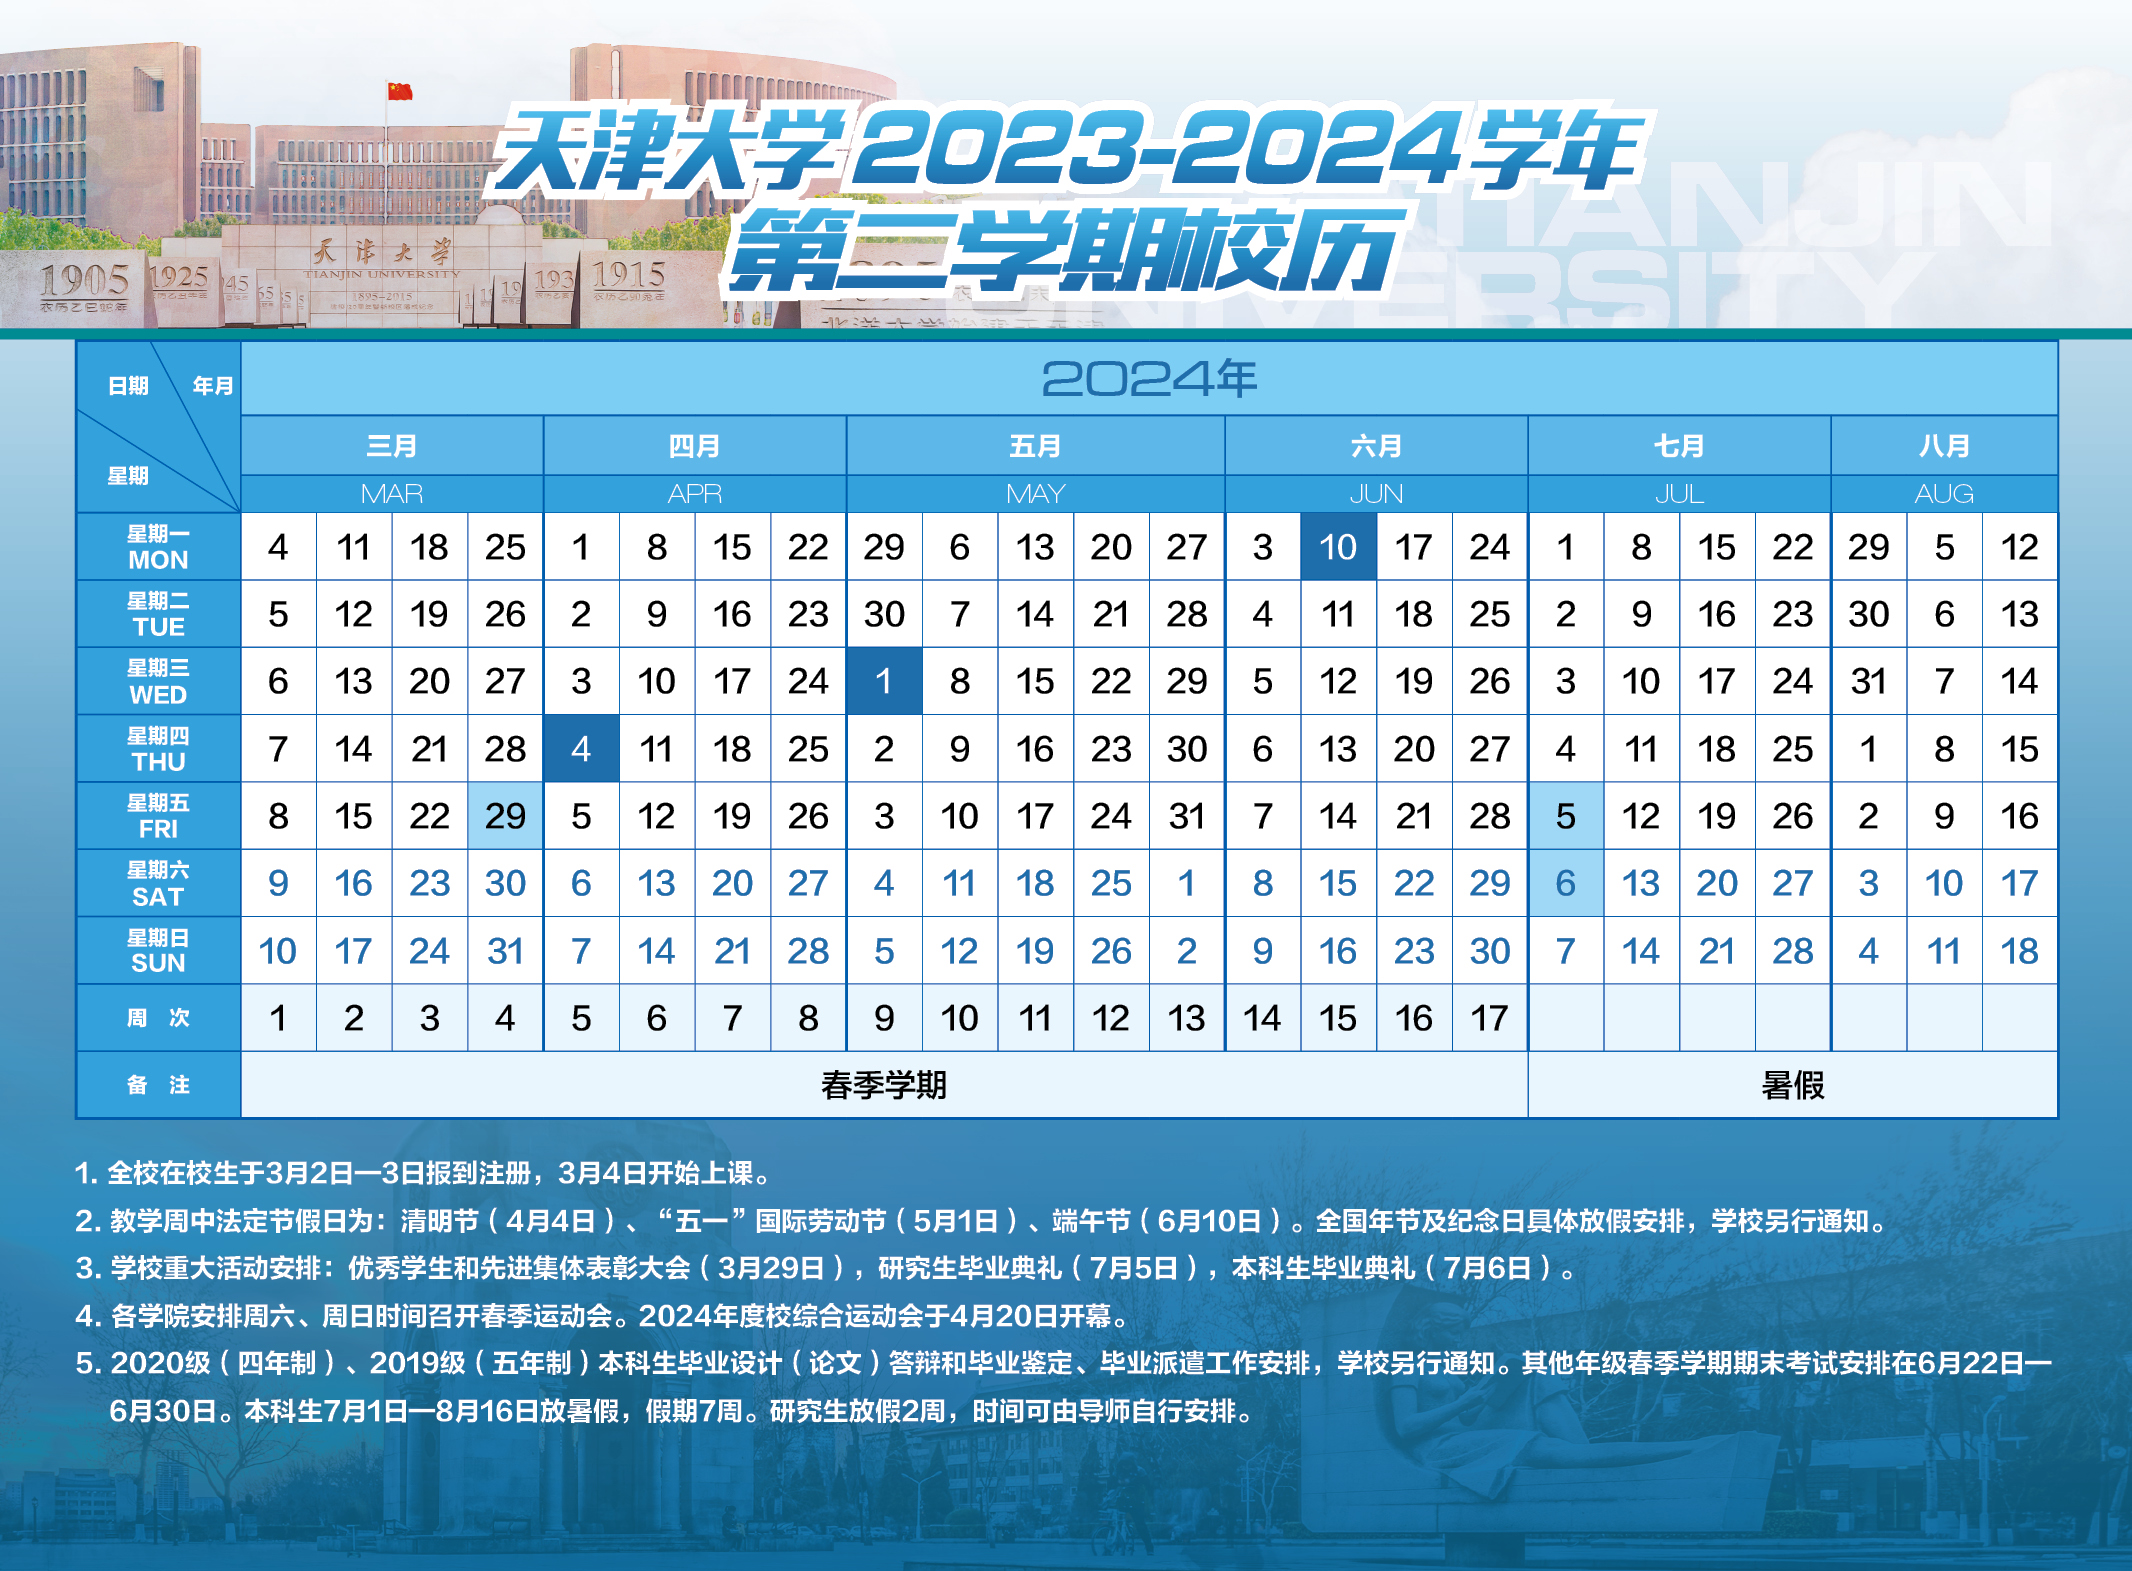 天津大学2023-2024学年
第二学期校历
TIANJIN
UNIVERSITY
天津大学
TIANJIN UNIVERSITY
1895-2015
1905
农历乙巳蛇年
1925
1915
农历乙卯兔年
日期 年月
星期
2024年
三月 四月 五月 六月 七月 八月
MAR APR MAY JUN JUL AUG
星期一 MON 4 11 18 25 1 8 15 22 29 6 13 20 27 3 10 17 24 1 8 15 22 29 5 12
星期二 TUE 5 12 19 26 2 9 16 23 30 7 14 21 28 4 11 18 25 2 9 16 23 30 6 13
星期三 WED 6 13 20 27 3 10 17 24 1 8 15 22 29 5 12 19 26 3 10 17 24 31 7 14
星期四 THU 7 14 21 28 4 11 18 25 2 9 16 23 30 6 13 20 27 4 11 18 25 1 8 15
星期五 FRI 8 15 22 29 5 12 19 26 3 10 17 24 31 7 14 21 28 5 12 19 26 2 9 16
星期六 SAT 9 16 23 30 6 13 20 27 4 11 18 25 1 8 15 22 29 6 13 20 27 3 10 17
星期日 SUN 10 17 24 31 7 14 21 28 5 12 19 26 2 9 16 23 30 7 14 21 28 4 11 18
周 次 1 2 3 4 5 6 7 8 9 10 11 12 13 14 15 16 17
备 注 春季学期 暑假
1. 全校在校生于3月2日—3日报到注册，3月4日开始上课。
2. 教学周中法定节假日为：清明节（4月4日）、“五一”国际劳动节（5月1日）、端午节（6月10日）。全国年节及纪念日具体放假安排，学校另行通知。
3. 学校重大活动安排：优秀学生和先进集体表彰大会（3月29日），研究生毕业典礼（7月5日），本科生毕业典礼（7月6日）。
4. 各学院安排周六、周日时间召开春季运动会。2024年度校综合运动会于4月20日开幕。
5. 2020级（四年制）、2019级（五年制）本科生毕业设计（论文）答辩和毕业鉴定、毕业派遣工作安排，学校另行通知。其他年级春季学期期末考试安排在6月22日—
6月30日。本科生7月1日—8月16日放暑假，假期7周。研究生放假2周，时间可由导师自行安排。